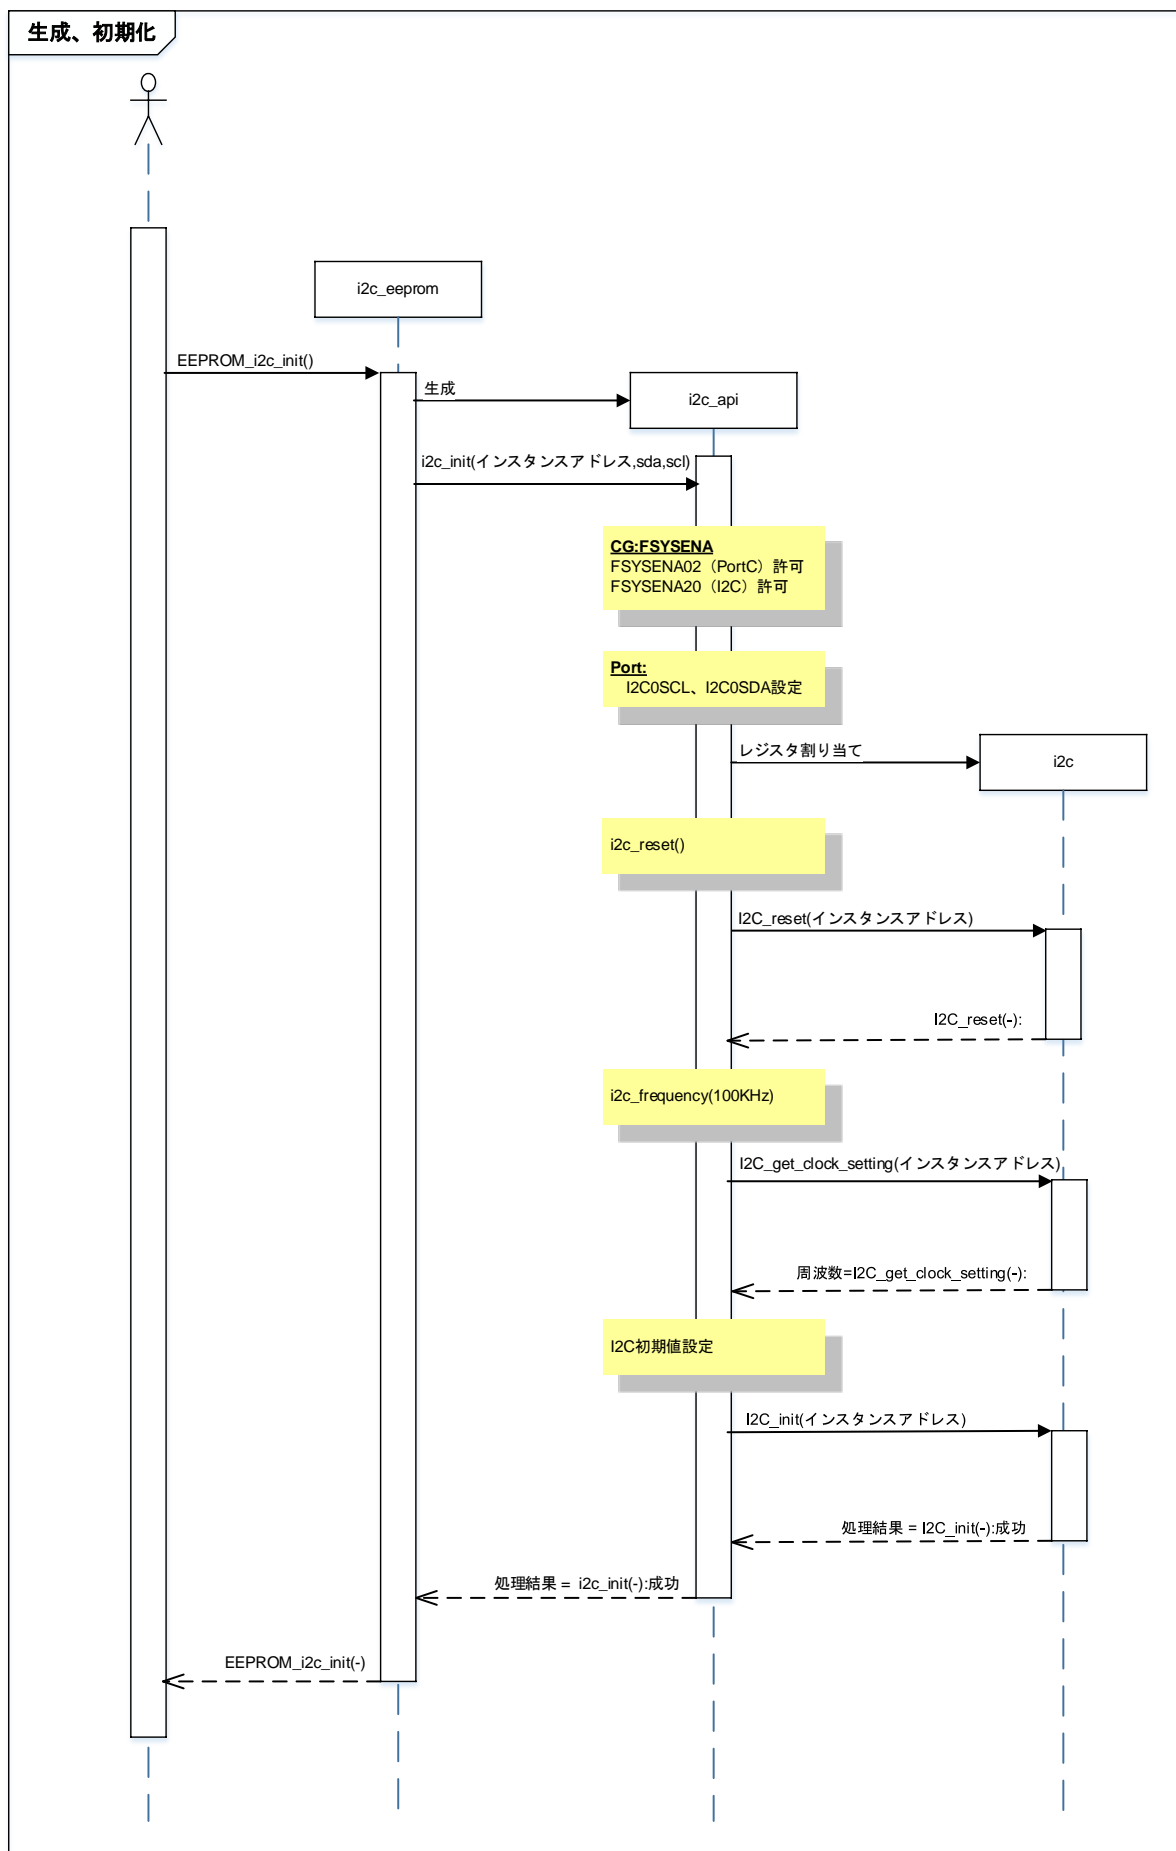 生成、初期化
i2c_eeprom
EEPROM_i2c_init()
生成
i2c_api
i2c_init(インスタンスアドレス,sda,scl)
CG:FSYSENA
FSYSENA02（PortC）許可
FSYSENA20（I2C）許可
Port:
I2C0SCL、I2C0SDA設定
レジスタ割り当て
i2c
i2c_reset()
I2C_reset(インスタンスアドレス)
I2C_reset(-):
i2c_frequency(100KHz)
I2C_get_clock_setting(インスタンスアドレス)
周波数=I2C_get_clock_setting(-):
I2C初期値設定
I2C_init(インスタンスアドレス)
処理結果 = I2C_init(-):成功
処理結果 = i2c_init(-):成功
EEPROM_i2c_init(-)